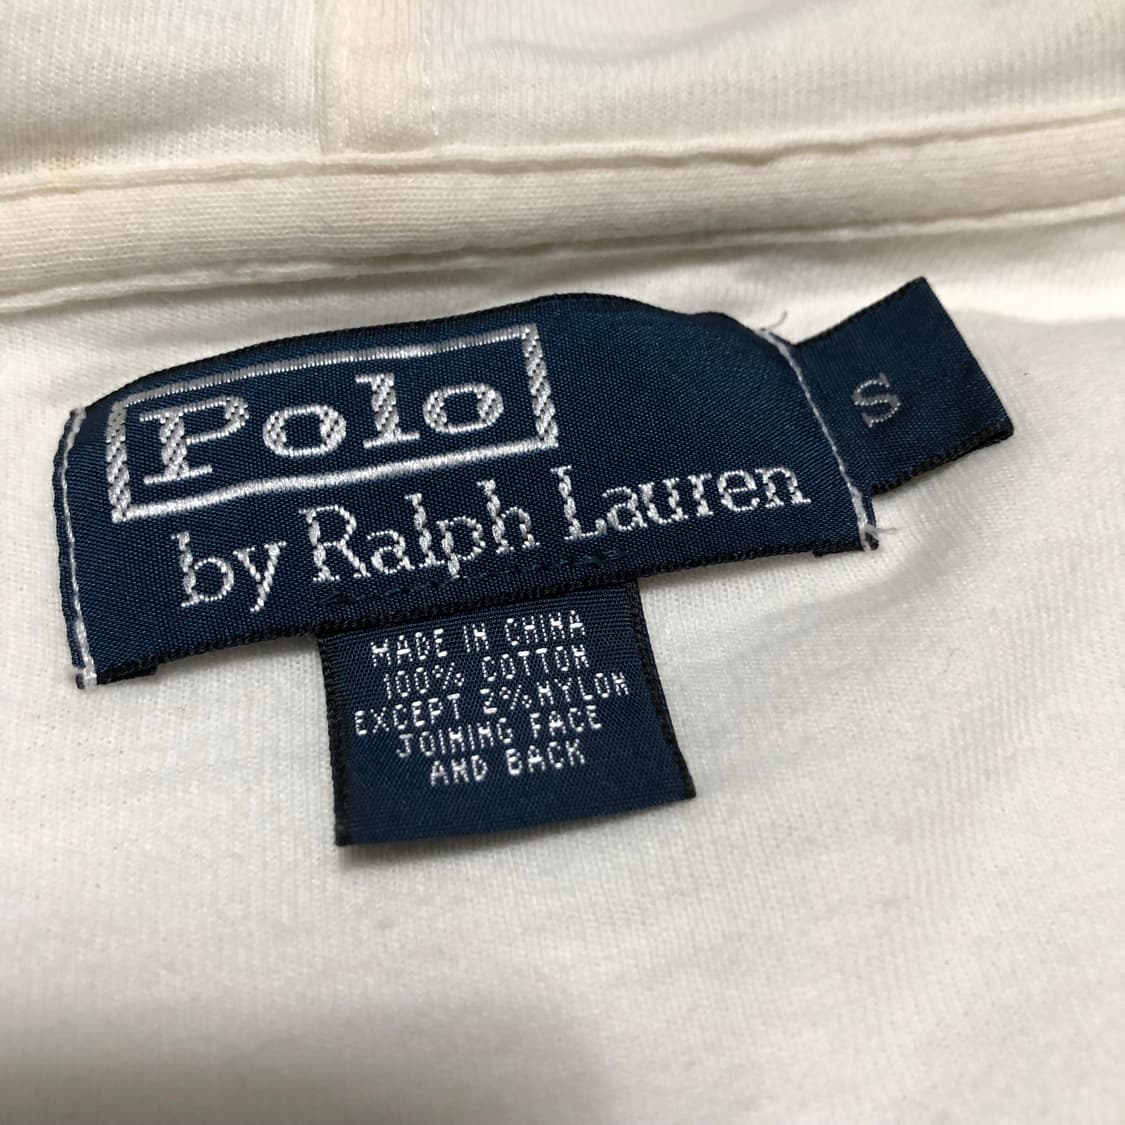 Polo
by Ralph Lauren
S
MADE IN CHINA
100% COTTON
EXCEPT 2% NYLON
JOINING FACE
AND BACK